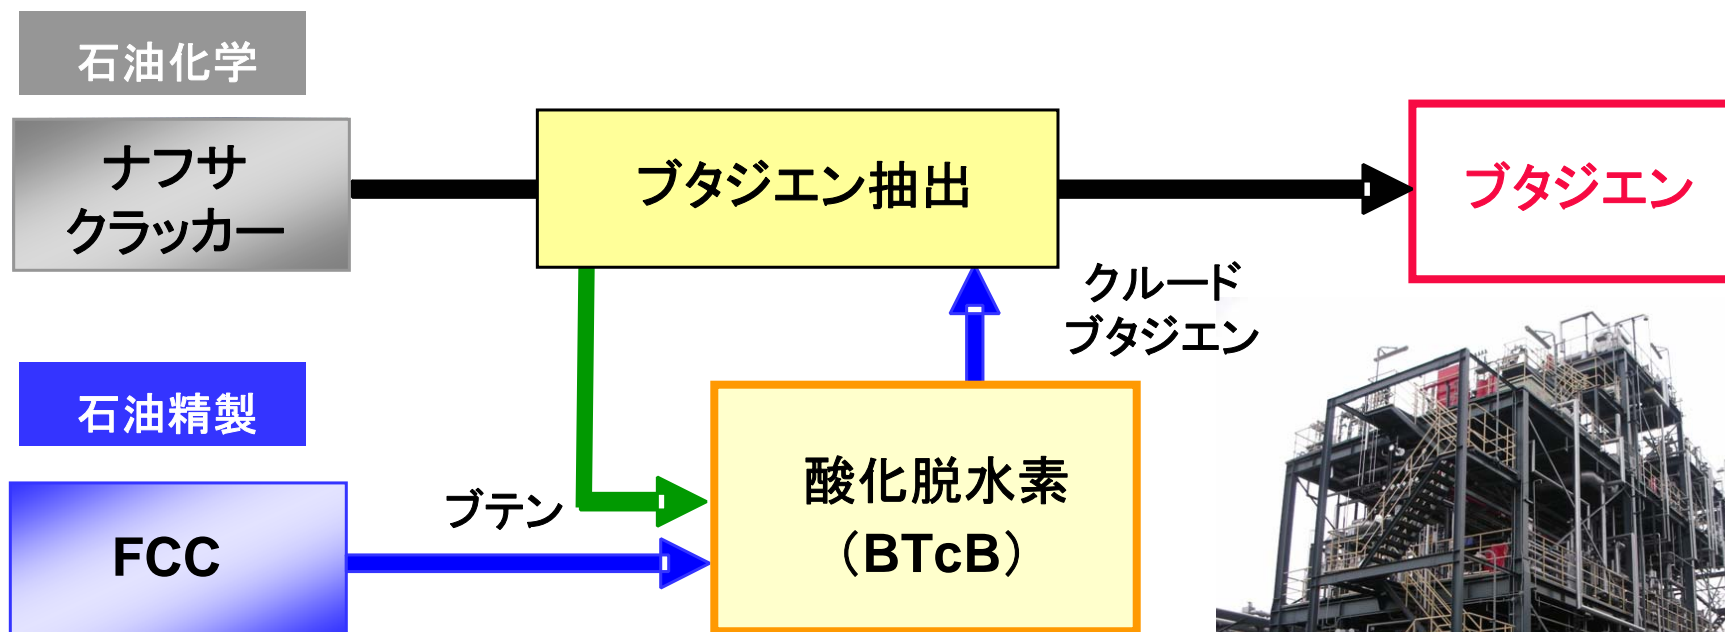 石油化学
ナフサ
クラッカー
ブタジエン抽出
ブタジエン
クルード
ブタジエン
石油精製
FCC
ブテン
酸化脱水素
（BTcB）